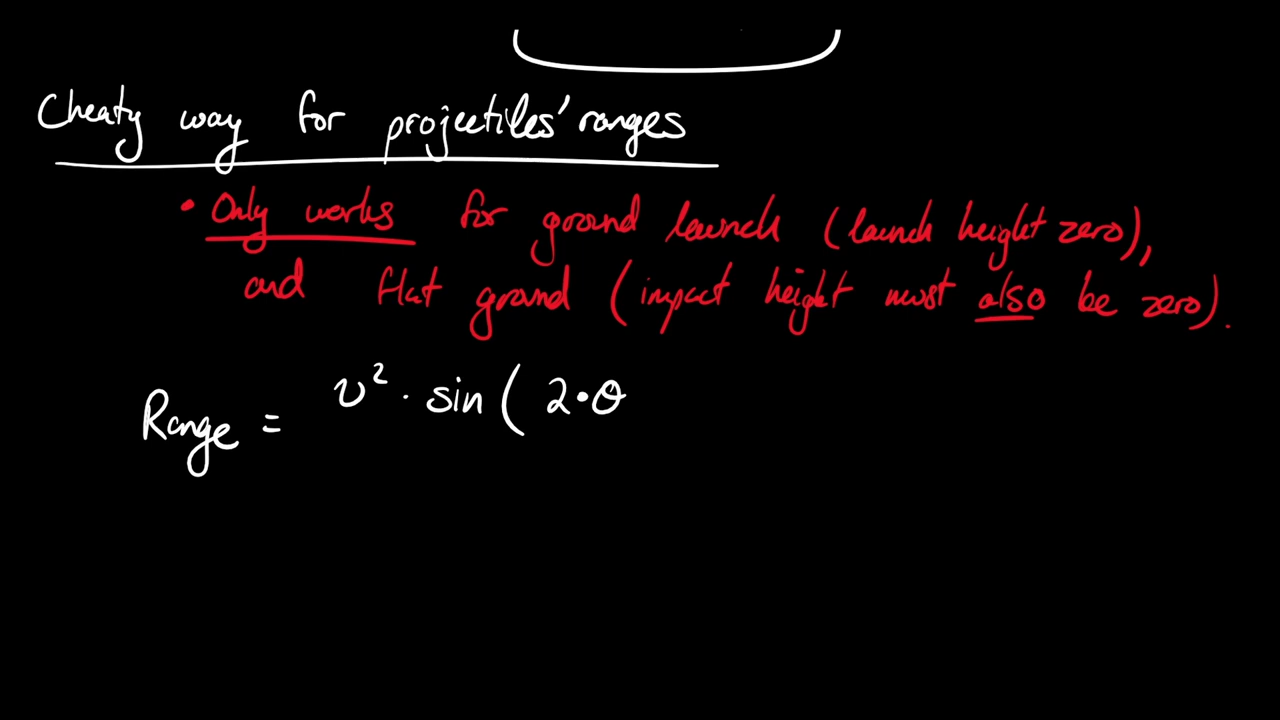 Cheaty way for projectiles' ranges
• Only works for ground launch (launch height zero),
and flat ground (impact height must also be zero).
Range = v² · sin( 2·θ